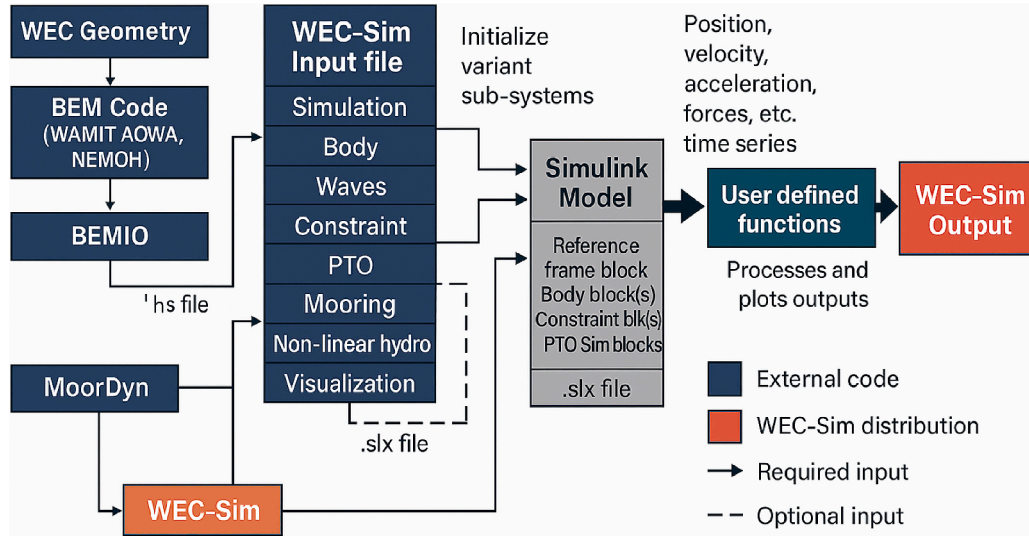 WEC Geometry
BEM Code
(WAMIT AOWA,
NEMOH)
BEMIO
'hs file
MoorDyn
WEC-Sim
WEC-Sim
Input file
Simulation
Body
Waves
Constraint
PTO
Mooring
Non-linear hydro
Visualization
.slx file
Initialize
variant
sub-systems
Simulink
Model
Reference
frame block
Body block(s)
Constraint blk(s)
PTO Sim blocks
.slx file
Position,
velocity,
acceleration,
forces, etc.
time series
User defined
functions
Processes and
plots outputs
WEC-Sim
Output
External code
WEC-Sim distribution
Required input
Optional input